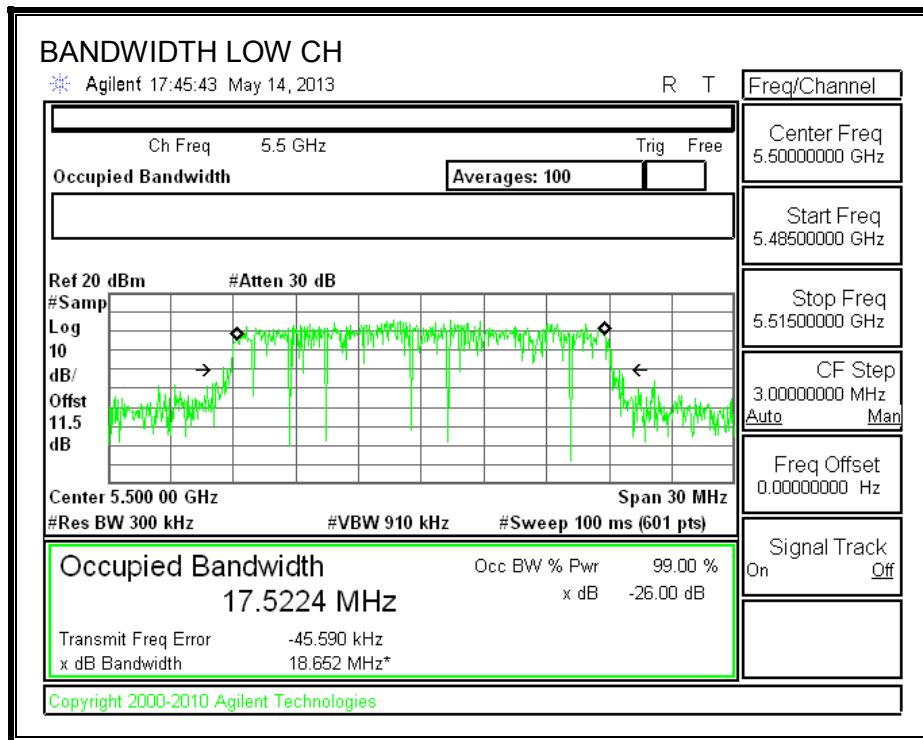 BANDWIDTH LOW CH
Agilent 17:45:43 May 14, 2013 R T
Freq/Channel
Ch Freq 5.5 GHz Trig Free
Occupied Bandwidth Averages: 100
Center Freq
5.50000000 GHz
Start Freq
5.48500000 GHz
Stop Freq
5.51500000 GHz
CF Step
3.00000000 MHz
Auto Man
Freq Offset
0.00000000 Hz
Signal Track
On Off
Ref 20 dBm #Atten 30 dB
#Samp
Log
10
dB/
Offst
11.5
dB
Center 5.500 00 GHz Span 30 MHz
#Res BW 300 kHz #VBW 910 kHz #Sweep 100 ms (601 pts)
Occupied Bandwidth Occ BW % Pwr 99.00 %
17.5224 MHz x dB -26.00 dB
Transmit Freq Error -45.590 kHz
x dB Bandwidth 18.652 MHz*
Copyright 2000-2010 Agilent Technologies